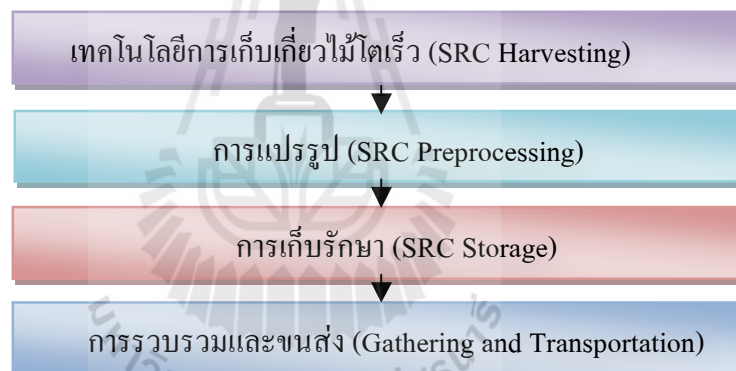 เทคโนโลยีการเก็บเกี่ยวไม้โตเร็ว (SRC Harvesting)
การแปรรูป (SRC Preprocessing)
การเก็บรักษา (SRC Storage)
การรวบรวมและขนส่ง (Gathering and Transportation)